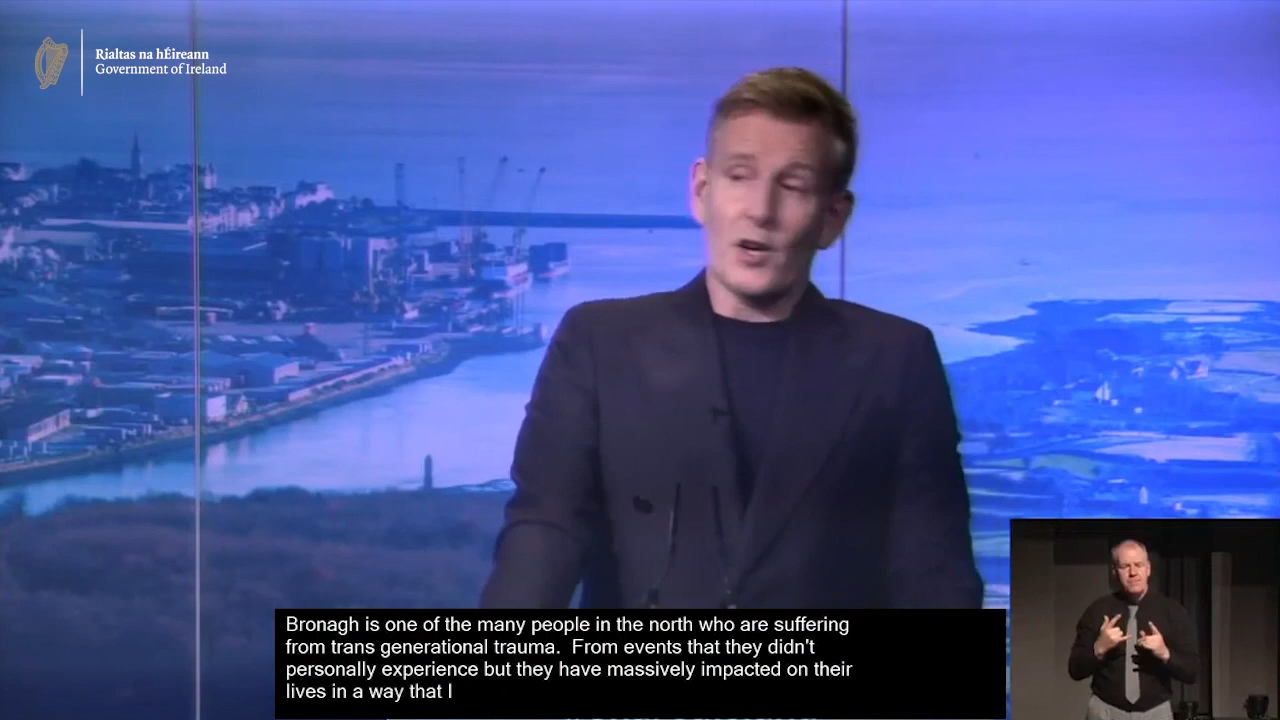 Rialtas na hÉireann
Government of Ireland
Bronagh is one of the many people in the north who are suffering
from trans generational trauma.  From events that they didn't
personally experience but they have massively impacted on their
lives in a way that I